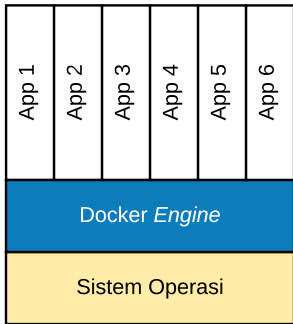 App 1
App 2
App 3
App 4
App 5
App 6
Docker Engine
Sistem Operasi